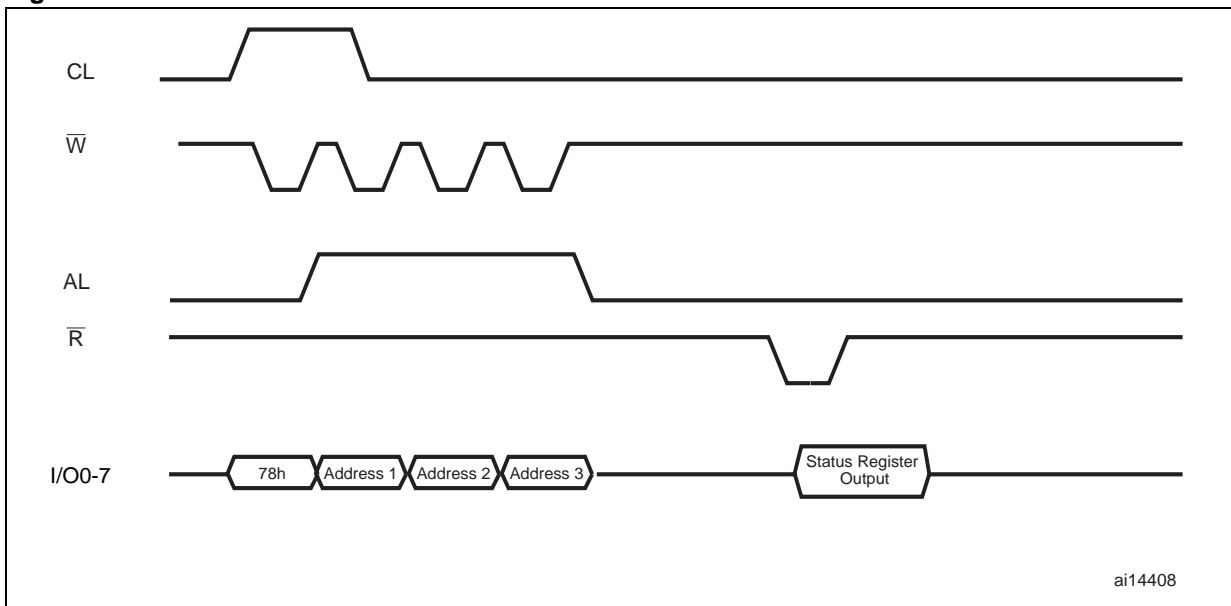 CL
W̅
AL
R̅
I/O0-7
78h
Address 1
Address 2
Address 3
Status Register
Output
ai14408